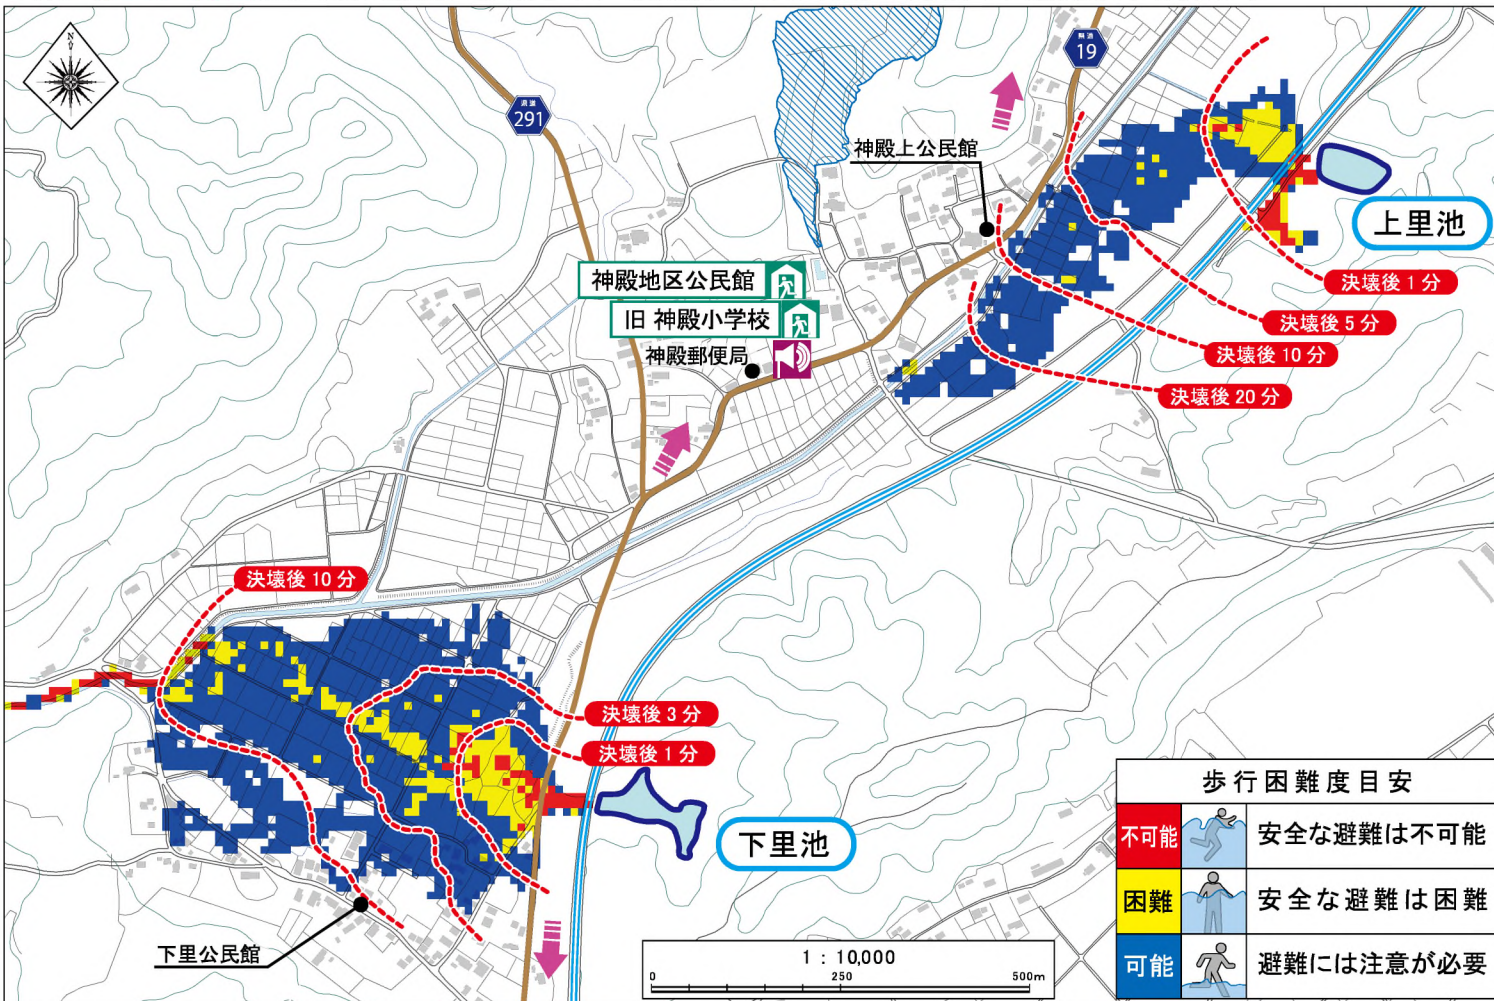 N
県道
291
県道
19
神殿上公民館
上里池
神殿地区公民館
旧 神殿小学校
神殿郵便局
決壊後 1 分
決壊後 5 分
決壊後 10 分
決壊後 20 分
決壊後 10 分
決壊後 3 分
決壊後 1 分
下里池
下里公民館
1 : 10,000
0 250 500m
歩行困難度目安
不可能 安全な避難は不可能
困難 安全な避難は困難
可能 避難には注意が必要